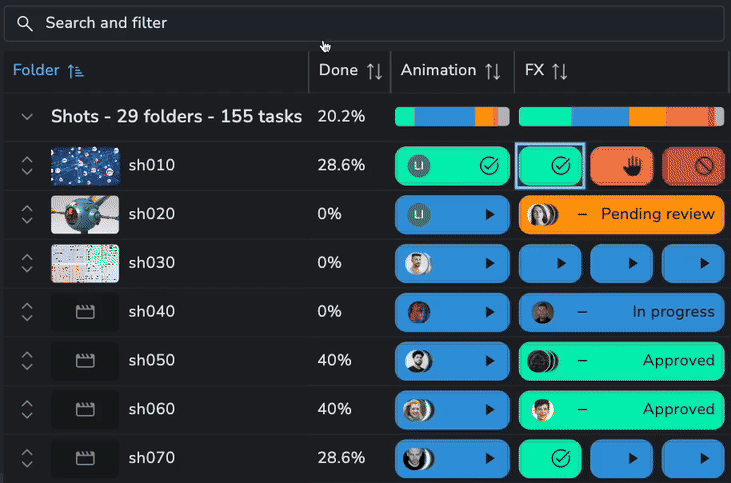 Search and filter
Folder Done Animation FX
Shots - 29 folders - 155 tasks 20.2%
sh010 28.6% LI
sh020 0% LI – Pending review
sh030 0%
sh040 0% – In progress
sh050 40% – Approved
sh060 40% – Approved
sh070 28.6%